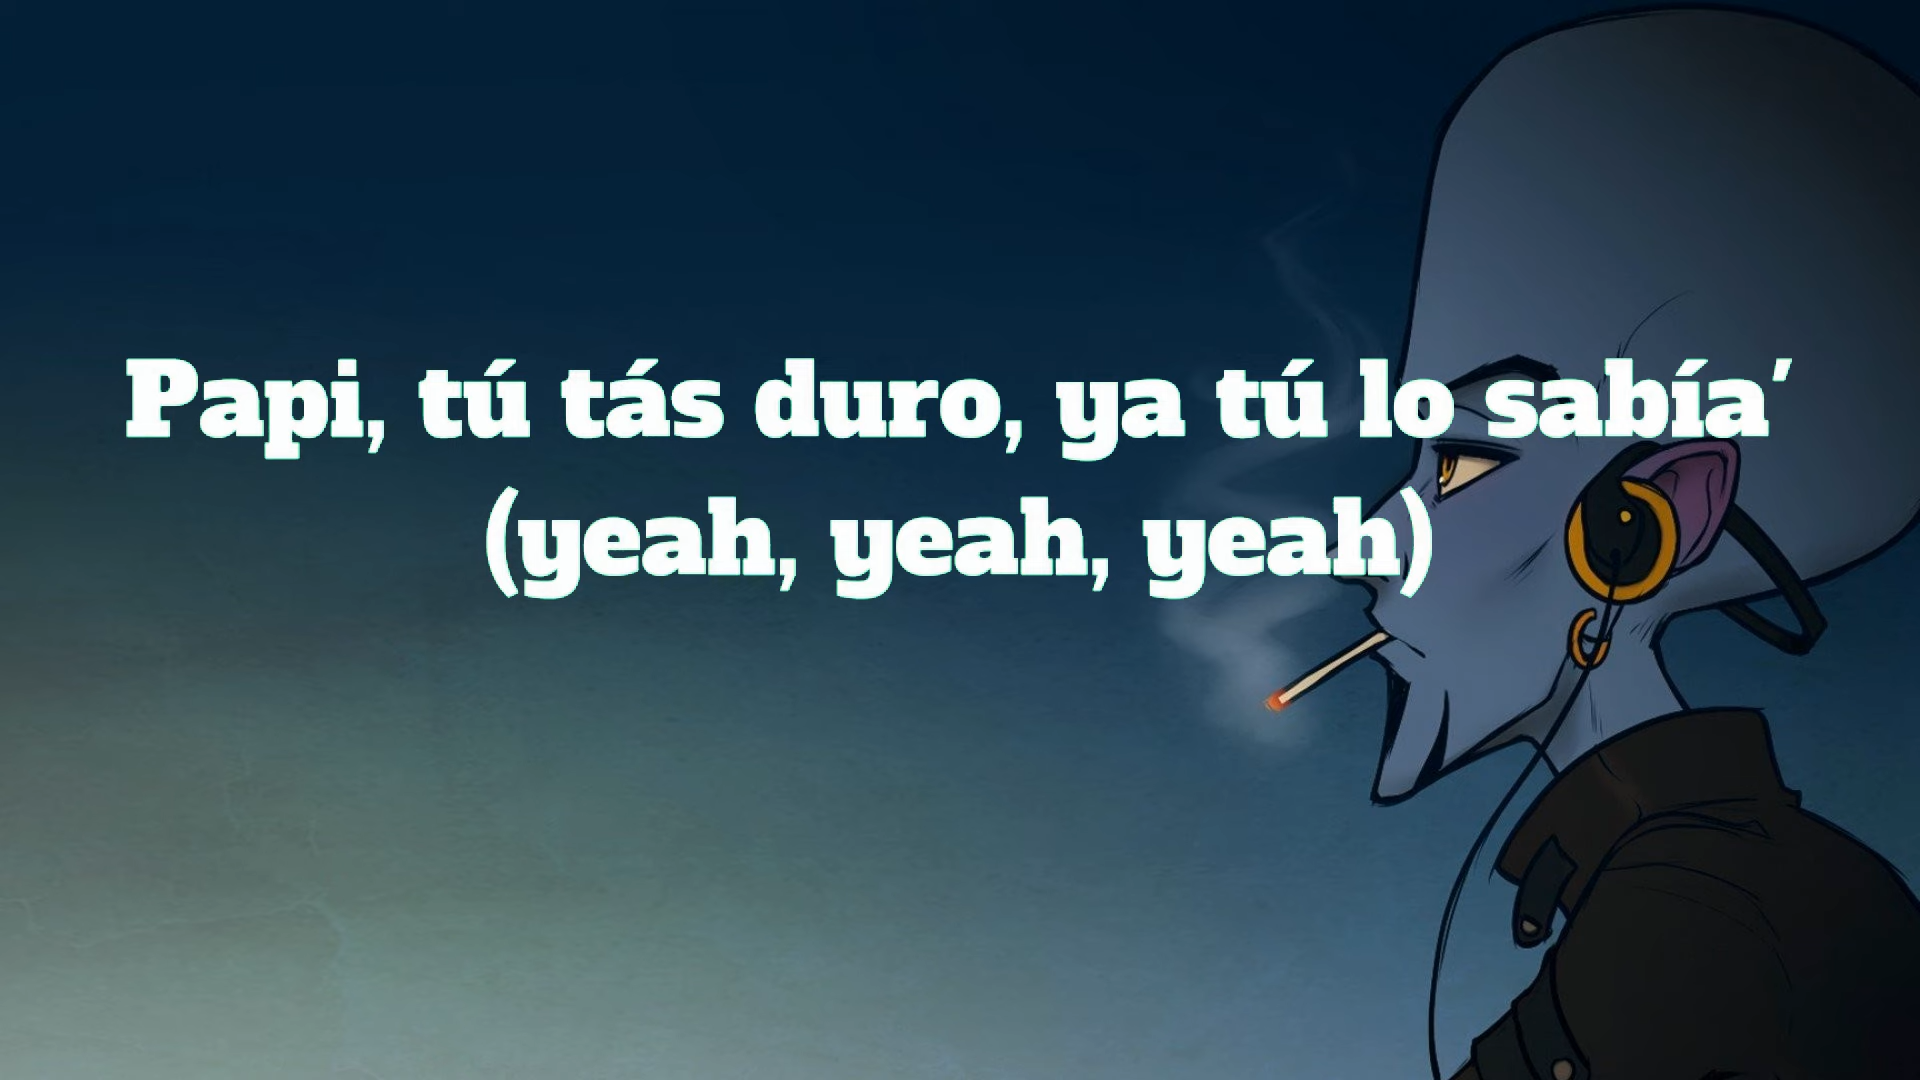 Papi, tú tás duro, ya tú lo sabía'
(yeah, yeah, yeah)